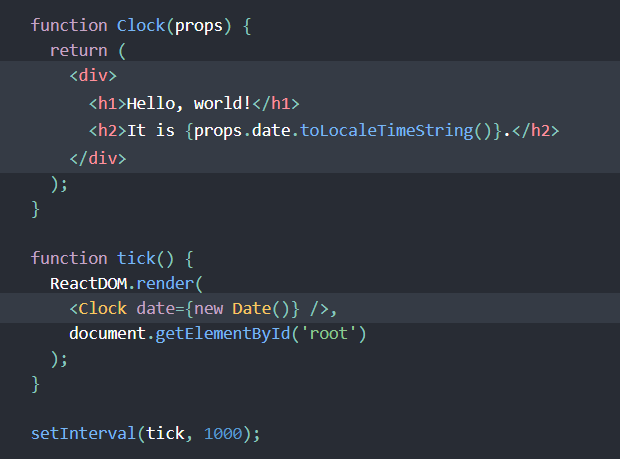 function Clock(props) {
  return (
    <div>
      <h1>Hello, world!</h1>
      <h2>It is {props.date.toLocaleTimeString()}.</h2>
    </div>
  );
}

function tick() {
  ReactDOM.render(
    <Clock date={new Date()} />,
    document.getElementById('root')
  );
}

setInterval(tick, 1000);